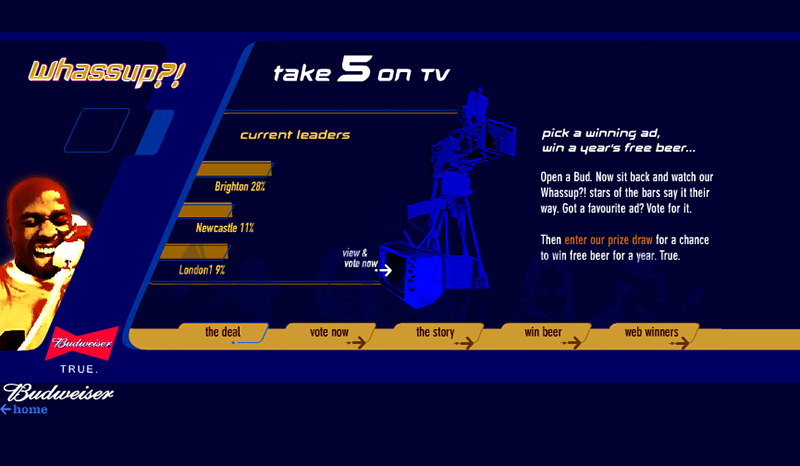 whassup?!
take 5 on TV
current leaders
Brighton 28%
Newcastle 11%
London1 9%
view &
vote now
pick a winning ad,
win a year's free beer...
Open a Bud. Now sit back and watch our
Whassup?! stars of the bars say it their
way. Got a favourite ad? Vote for it.
Then enter our prize draw for a chance
to win free beer for a year. True.
the deal
vote now
the story
win beer
web winners
Budweiser
TRUE.
Budweiser
home